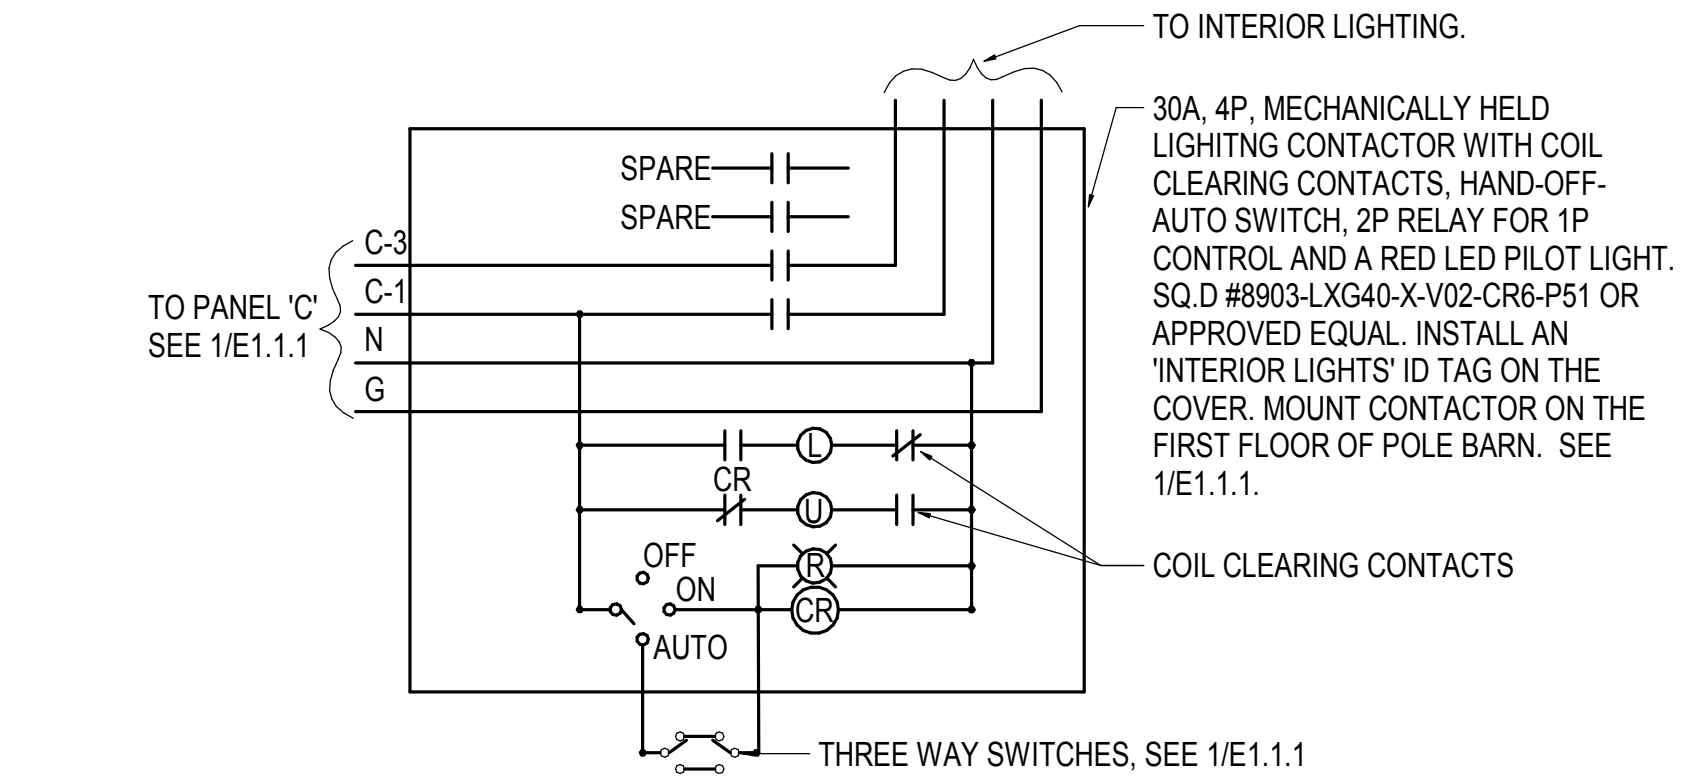 TO INTERIOR LIGHTING.
30A, 4P, MECHANICALLY HELD
LIGHITNG CONTACTOR WITH COIL
CLEARING CONTACTS, HAND-OFF-
AUTO SWITCH, 2P RELAY FOR 1P
CONTROL AND A RED LED PILOT LIGHT.
SQ.D #8903-LXG40-X-V02-CR6-P51 OR
APPROVED EQUAL. INSTALL AN
'INTERIOR LIGHTS' ID TAG ON THE
COVER. MOUNT CONTACTOR ON THE
FIRST FLOOR OF POLE BARN. SEE
1/E1.1.1.
SPARE
SPARE
C-3
C-1
N
G
TO PANEL 'C'
SEE 1/E1.1.1
L
CR
U
R
CR
OFF
ON
AUTO
COIL CLEARING CONTACTS
THREE WAY SWITCHES, SEE 1/E1.1.1